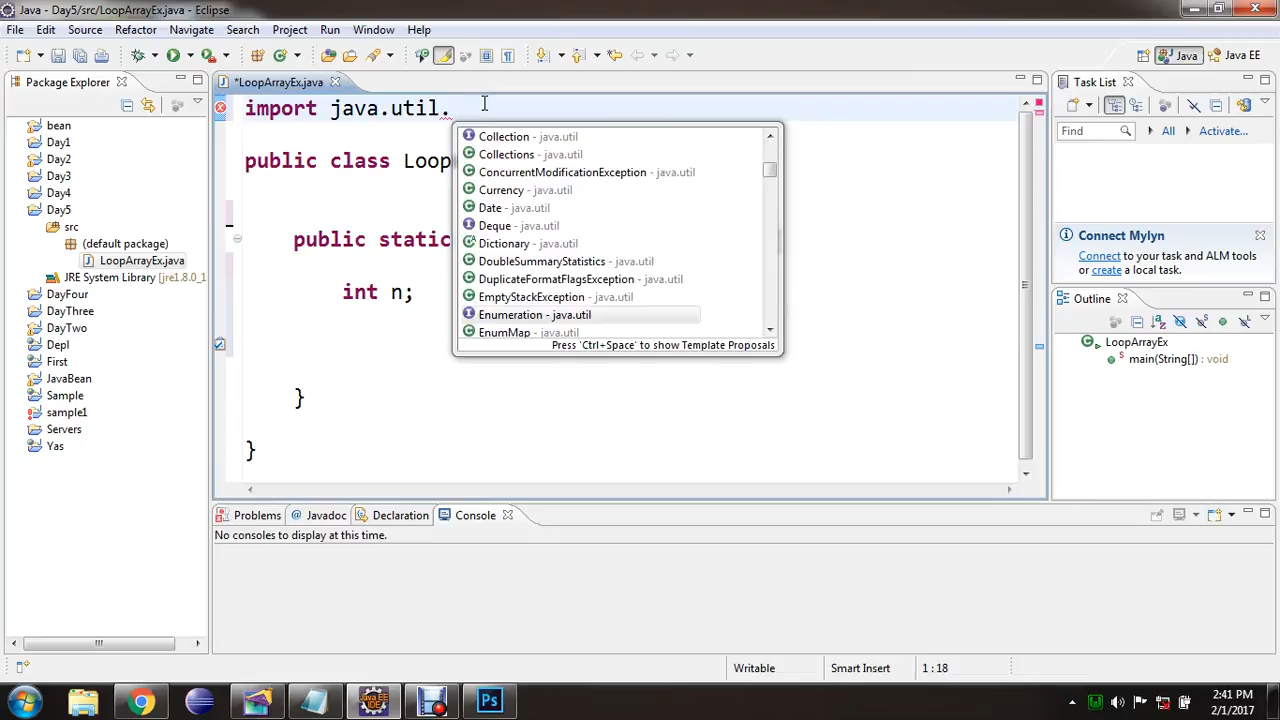 Java - Day5/src/LoopArrayEx.java - Eclipse
File Edit Source Refactor Navigate Search Project Run Window Help
Java Java EE
Package Explorer
bean
Day1
Day2
Day3
Day4
Day5
src
(default package)
LoopArrayEx.java
JRE System Library [jre1.8.0_1
DayFour
DayThree
DayTwo
Depl
First
JavaBean
Sample
sample1
Servers
Yas
*LoopArrayEx.java
import java.util.
public class Loop
public static
int n;
}
}
Collection - java.util
Collections - java.util
ConcurrentModificationException - java.util
Currency - java.util
Date - java.util
Deque - java.util
Dictionary - java.util
DoubleSummaryStatistics - java.util
DuplicateFormatFlagsException - java.util
EmptyStackException - java.util
Enumeration - java.util
EnumMap - java.util
Press 'Ctrl+Space' to show Template Proposals
Task List
Find All Activate...
Connect Mylyn
Connect to your task and ALM tools
or create a local task.
Outline
LoopArrayEx
main(String[]) : void
Problems @ Javadoc Declaration Console
No consoles to display at this time.
Writable Smart Insert 1 : 18
Java EE
IDE
Ps
2:41 PM
2/1/2017